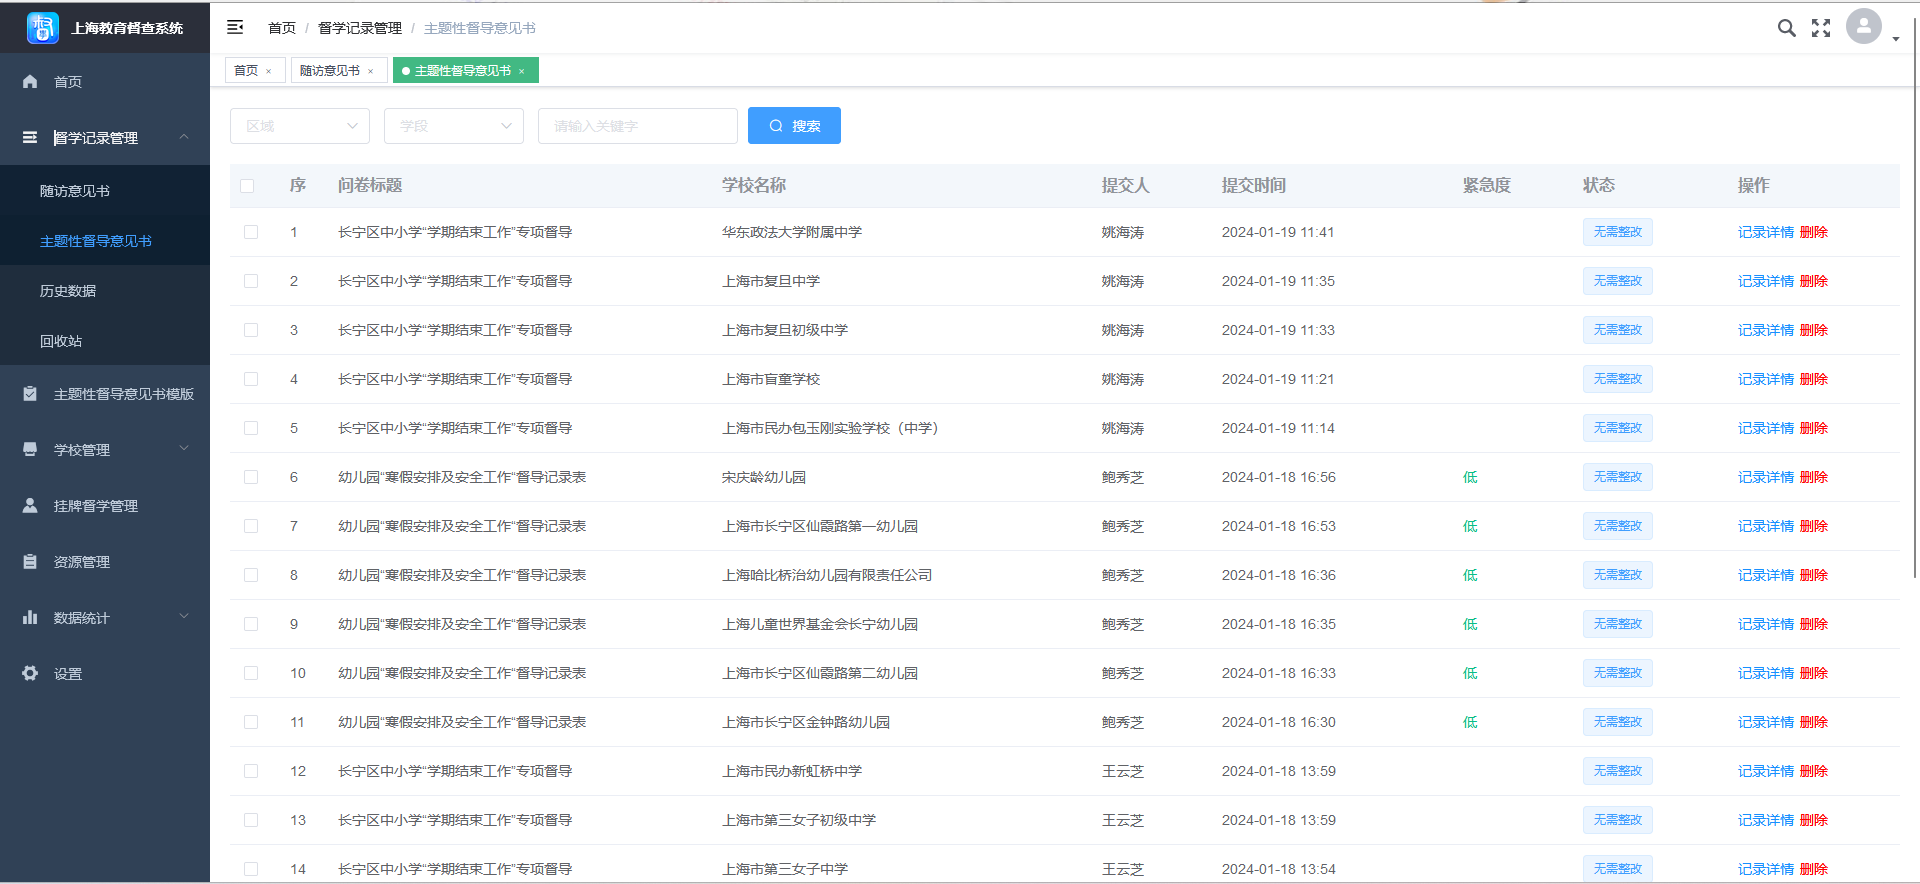 上海教育督查系统
首页 / 督学记录管理 / 主题性督导意见书
首页 × 随访意见书 × 主题性督导意见书 ×
首页
督学记录管理
随访意见书
主题性督导意见书
历史数据
回收站
主题性督导意见书模版
学校管理
挂牌督学管理
资源管理
数据统计
设置
区域 学段 请输入关键字 搜索
序 问卷标题 学校名称 提交人 提交时间 紧急度 状态 操作
1 长宁区中小学“学期结束工作”专项督导 华东政法大学附属中学 姚海涛 2024-01-19 11:41 无需整改 记录详情 删除
2 长宁区中小学“学期结束工作”专项督导 上海市复旦中学 姚海涛 2024-01-19 11:35 无需整改 记录详情 删除
3 长宁区中小学“学期结束工作”专项督导 上海市复旦初级中学 姚海涛 2024-01-19 11:33 无需整改 记录详情 删除
4 长宁区中小学“学期结束工作”专项督导 上海市盲童学校 姚海涛 2024-01-19 11:21 无需整改 记录详情 删除
5 长宁区中小学“学期结束工作”专项督导 上海市民办包玉刚实验学校（中学） 姚海涛 2024-01-19 11:14 无需整改 记录详情 删除
6 幼儿园“寒假安排及安全工作“督导记录表 宋庆龄幼儿园 鲍秀芝 2024-01-18 16:56 低 无需整改 记录详情 删除
7 幼儿园“寒假安排及安全工作“督导记录表 上海市长宁区仙霞路第一幼儿园 鲍秀芝 2024-01-18 16:53 低 无需整改 记录详情 删除
8 幼儿园“寒假安排及安全工作“督导记录表 上海哈比桥治幼儿园有限责任公司 鲍秀芝 2024-01-18 16:36 低 无需整改 记录详情 删除
9 幼儿园“寒假安排及安全工作“督导记录表 上海儿童世界基金会长宁幼儿园 鲍秀芝 2024-01-18 16:35 低 无需整改 记录详情 删除
10 幼儿园“寒假安排及安全工作“督导记录表 上海市长宁区仙霞路第二幼儿园 鲍秀芝 2024-01-18 16:33 低 无需整改 记录详情 删除
11 幼儿园“寒假安排及安全工作“督导记录表 上海市长宁区金钟路幼儿园 鲍秀芝 2024-01-18 16:30 低 无需整改 记录详情 删除
12 长宁区中小学“学期结束工作”专项督导 上海市民办新虹桥中学 王云芝 2024-01-18 13:59 无需整改 记录详情 删除
13 长宁区中小学“学期结束工作”专项督导 上海市第三女子初级中学 王云芝 2024-01-18 13:59 无需整改 记录详情 删除
14 长宁区中小学“学期结束工作”专项督导 上海市第三女子中学 王云芝 2024-01-18 13:54 无需整改 记录详情 删除